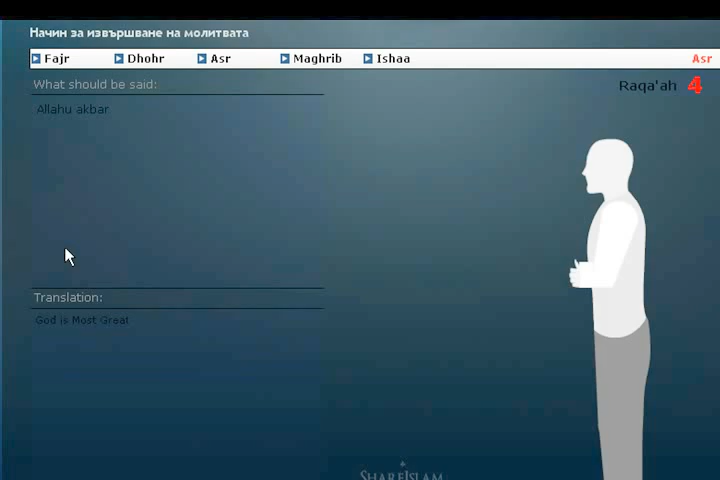 Начин за извършване на молитвата
Fajr Dhohr Asr Maghrib Ishaa Asr
What should be said:
Raqa'ah 4
Allahu akbar
Translation:
God is Most Great
ShareIslam